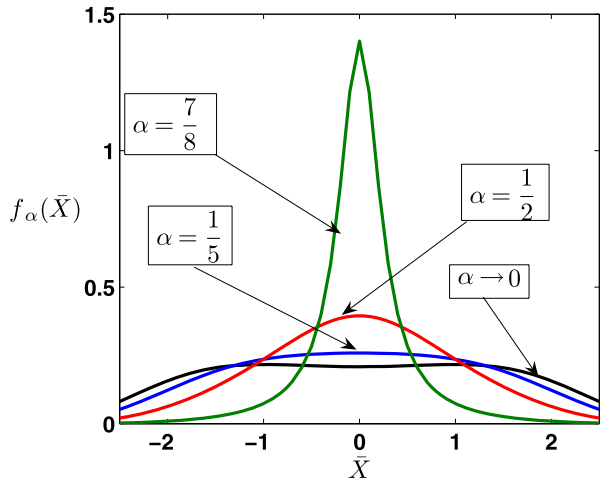 1.5
α = 7/8
1
f_α(X̄)
α = 1/2
α = 1/5
α → 0
0.5
0
−2 −1 0 1 2
X̄